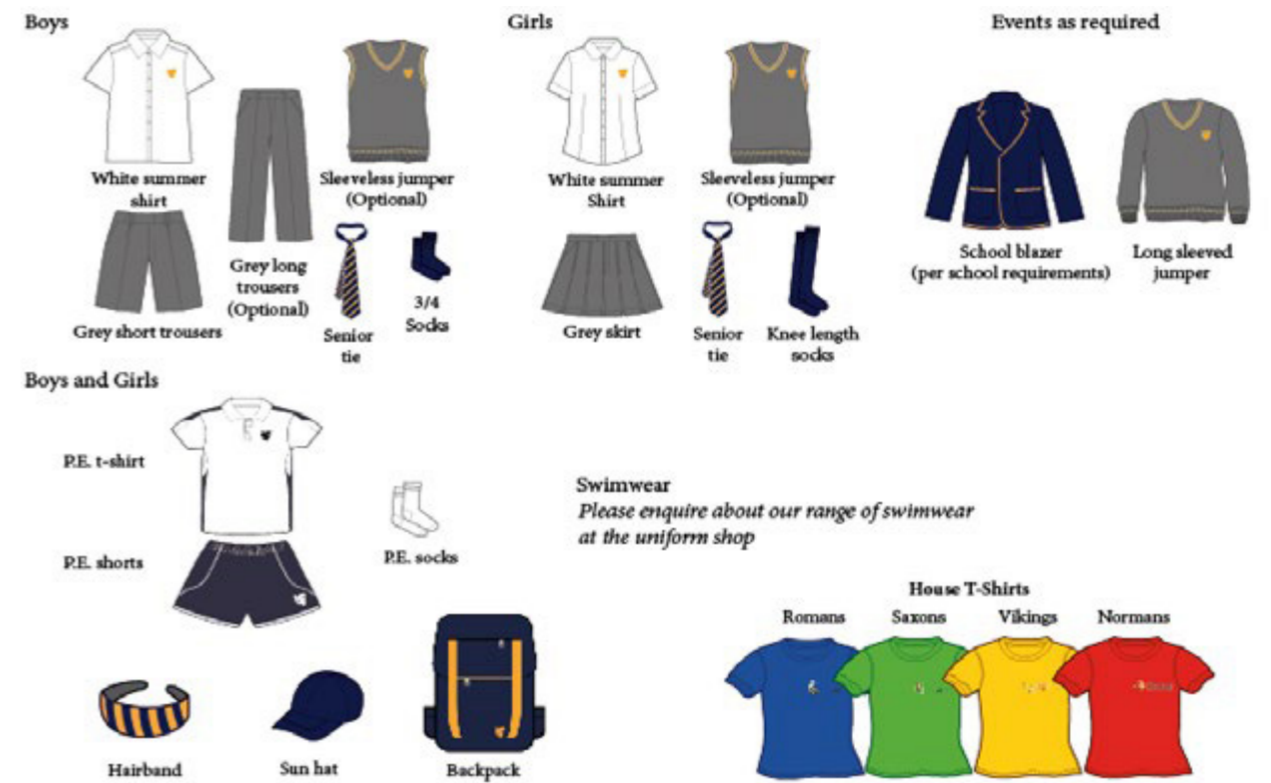 Boys
White summer
shirt
Grey short trousers
Grey long
trousers
(Optional)
Sleeveless jumper
(Optional)
Senior
tie
3/4
Socks
Girls
White summer
Shirt
Grey skirt
Sleeveless jumper
(Optional)
Senior
tie
Knee length
socks
Events as required
School blazer
(per school requirements)
Long sleeved
jumper
Boys and Girls
P.E. t-shirt
P.E. shorts
P.E. socks
Swimwear
Please enquire about our range of swimwear
at the uniform shop
Hairband
Sun hat
Backpack
House T-Shirts
Romans
Saxons
Vikings
Normans